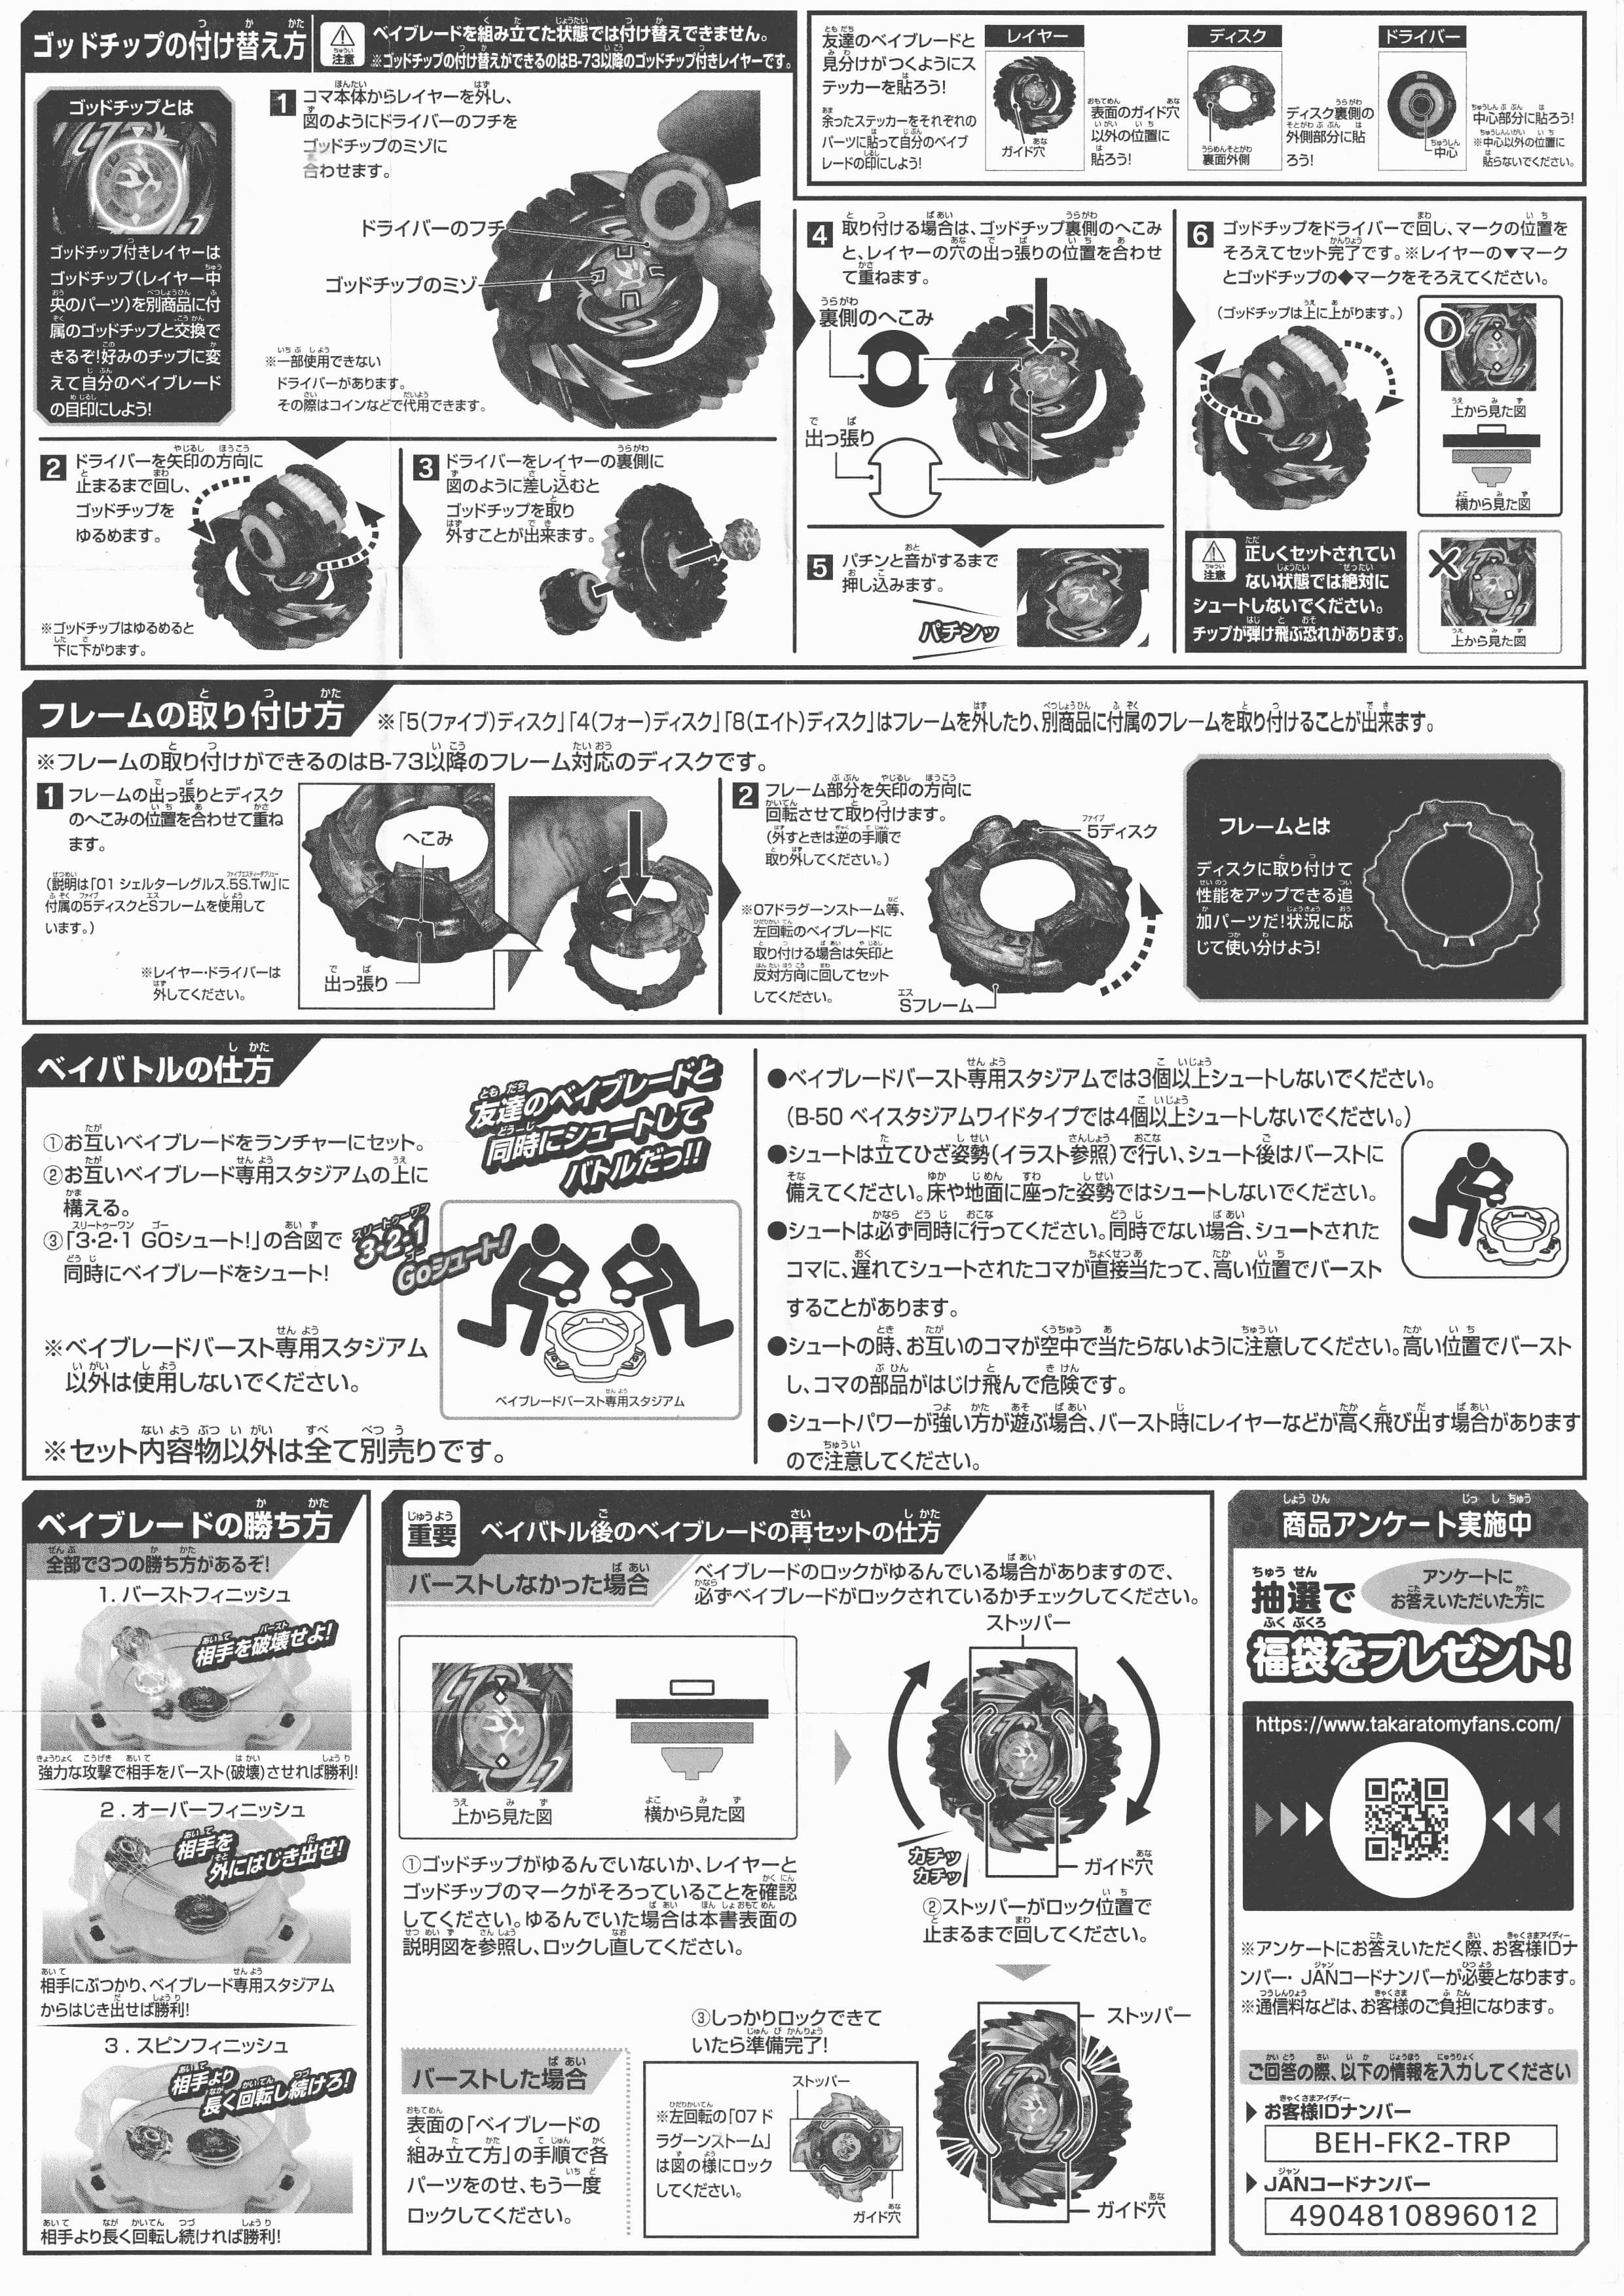 ゴッドチップの付け替え方
注意
ベイブレードを組み立てた状態では付け替えできません。
※ゴッドチップの付け替えができるのはB-73以降のゴッドチップ付きレイヤーです。
ゴッドチップとは
ゴッドチップ付きレイヤーは
ゴッドチップ(レイヤー中
央のパーツ)を別商品に付
属のゴッドチップと交換で
きるぞ!好みのチップに変
えて自分のベイブレード
の目印にしよう!
1 コマ本体からレイヤーを外し、
図のようにドライバーのフチを
ゴッドチップのミゾに
合わせます。
ドライバーのフチ
ゴッドチップのミゾ
※一部使用できない
ドライバーがあります。
その際はコインなどで代用できます。
2 ドライバーを矢印の方向に
止まるまで回し、
ゴッドチップを
ゆるめます。
※ゴッドチップはゆるめると
下に下がります。
3 ドライバーをレイヤーの裏側に
図のように差し込むと
ゴッドチップを取り
外すことが出来ます。
友達のベイブレードと
見分けがつくようにス
テッカーを貼ろう!
余ったステッカーをそれぞれの
パーツに貼って自分のベイブ
レードの印にしよう!
レイヤー
ガイド穴
表面のガイド穴
以外の位置に
貼ろう!
ディスク
裏面外側
ディスク裏側の
外側部分に貼
ろう!
ドライバー
中心
中心部分に貼ろう!
※中心以外の位置に
貼らないでください。
4 取り付ける場合は、ゴッドチップ裏側のへこみ
と、レイヤーの穴の出っ張りの位置を合わせ
て重ねます。
裏側のへこみ
出っ張り
5 パチンと音がするまで
押し込みます。
パチンッ
6 ゴッドチップをドライバーで回し、マークの位置を
そろえてセット完了です。※レイヤーの▼マーク
とゴッドチップの◆マークをそろえてください。
(ゴッドチップは上に上がります。)
上から見た図
横から見た図
注意
正しくセットされてい
ない状態では絶対に
シュートしないでください。
チップが弾け飛ぶ恐れがあります。
上から見た図
フレームの取り付け方
※「5(ファイブ)ディスク」「4(フォー)ディスク」「8(エイト)ディスク」はフレームを外したり、別商品に付属のフレームを取り付けることが出来ます。
※フレームの取り付けができるのはB-73以降のフレーム対応のディスクです。
1 フレームの出っ張りとディスク
のへこみの位置を合わせて重ね
ます。
(説明は「01 シェルターレグルス.5S.Tw」に
付属の5ディスクとSフレームを使用して
います。)
※レイヤー・ドライバーは
外してください。
へこみ
出っ張り
2 フレーム部分を矢印の方向に
回転させて取り付けます。
(外すときは逆の手順で
取り外してください。)
5ディスク
※07ドラグーンストーム等、
左回転のベイブレードに
取り付ける場合は矢印と
反対方向に回してセット
してください。
Sフレーム
フレームとは
ディスクに取り付けて
性能をアップできる追
加パーツだ!状況に応
じて使い分けよう!
ベイバトルの仕方
友達のベイブレードと
同時にシュートして
バトルだっ!!
①お互いベイブレードをランチャーにセット。
②お互いベイブレード専用スタジアムの上に
構える。
③「3・2・1 GOシュート!」の合図で
同時にベイブレードをシュート!
3・2・1
Goシュート!
※ベイブレードバースト専用スタジアム
以外は使用しないでください。
ベイブレードバースト専用スタジアム
※セット内容物以外は全て別売りです。
●ベイブレードバースト専用スタジアムでは3個以上シュートしないでください。
(B-50 ベイスタジアムワイドタイプでは4個以上シュートしないでください。)
●シュートは立てひざ姿勢(イラスト参照)で行い、シュート後はバーストに
備えてください。床や地面に座った姿勢ではシュートしないでください。
●シュートは必ず同時に行ってください。同時でない場合、シュートされた
コマに、遅れてシュートされたコマが直接当たって、高い位置でバースト
することがあります。
●シュートの時、お互いのコマが空中で当たらないように注意してください。高い位置でバースト
し、コマの部品がはじけ飛んで危険です。
●シュートパワーが強い方が遊ぶ場合、バースト時にレイヤーなどが高く飛び出す場合があります
ので注意してください。
ベイブレードの勝ち方
全部で3つの勝ち方があるぞ!
1. バーストフィニッシュ
相手を破壊せよ!
強力な攻撃で相手をバースト(破壊)させれば勝利!
2. オーバーフィニッシュ
相手を
外にはじき出せ!
相手にぶつかり、ベイブレード専用スタジアム
からはじき出せば勝利!
3. スピンフィニッシュ
相手より
長く回転し続けろ!
相手より長く回転し続ければ勝利!
重要
ベイバトル後のベイブレードの再セットの仕方
バーストしなかった場合
ベイブレードのロックがゆるんでいる場合がありますので、
必ずベイブレードがロックされているかチェックしてください。
上から見た図
横から見た図
①ゴッドチップがゆるんでいないか、レイヤーと
ゴッドチップのマークがそろっていることを確認
してください。ゆるんでいた場合は本書表面の
説明図を参照し、ロックし直してください。
ストッパー
カチッ
カチッ
ガイド穴
②ストッパーがロック位置で
止まるまで回してください。
ストッパー
ガイド穴
③しっかりロックできて
いたら準備完了!
※左回転の「07ド
ラグーンストーム」
は図の様にロック
してください。
ストッパー
ガイド穴
バーストした場合
表面の「ベイブレードの
組み立て方」の手順で各
パーツをのせ、もう一度
ロックしてください。
商品アンケート実施中
アンケートに
お答えいただいた方に
抽選で
福袋をプレゼント!
https://www.takaratomyfans.com/
※アンケートにお答えいただく際、お客様IDナ
ンバー・JANコードナンバーが必要となります。
※通信料などは、お客様のご負担になります。
ご回答の際、以下の情報を入力してください
お客様IDナンバー
BEH-FK2-TRP
JANコードナンバー
4904810896012